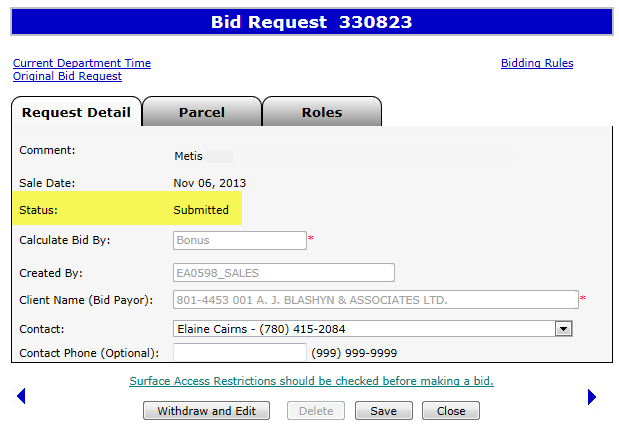 Bid Request 330823
Current Department Time
Original Bid Request
Bidding Rules
Request Detail Parcel Roles
Comment: Metis
Sale Date: Nov 06, 2013
Status: Submitted
Calculate Bid By: Bonus *
Created By: EA0598_SALES
Client Name (Bid Payor): 801-4453 001 A. J. BLASHYN & ASSOCIATES LTD. *
Contact: Elaine Cairns - (780) 415-2084
Contact Phone (Optional): (999) 999-9999
Surface Access Restrictions should be checked before making a bid.
Withdraw and Edit Delete Save Close